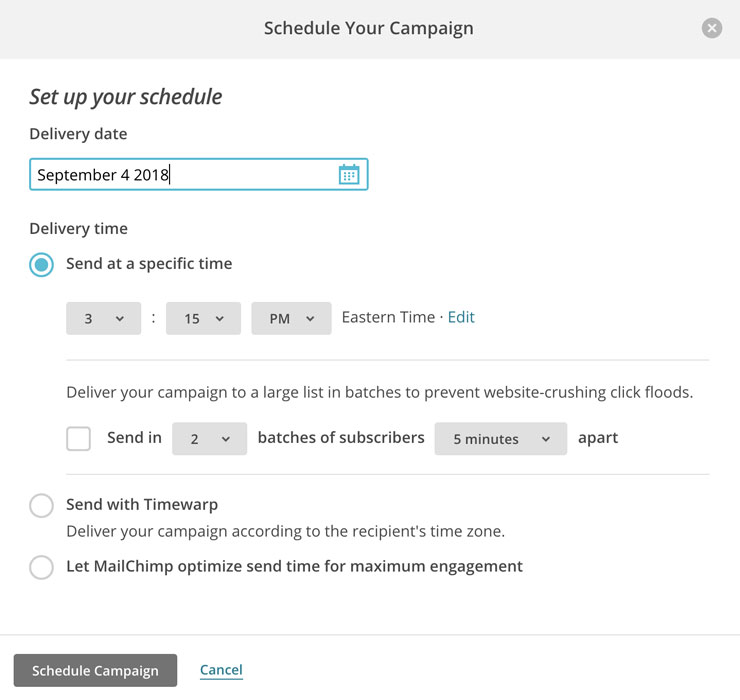 Schedule Your Campaign
Set up your schedule
Delivery date
September 4 2018
Delivery time
Send at a specific time
3 : 15 PM Eastern Time · Edit
Deliver your campaign to a large list in batches to prevent website-crushing click floods.
Send in 2 batches of subscribers 5 minutes apart
Send with Timewarp
Deliver your campaign according to the recipient's time zone.
Let MailChimp optimize send time for maximum engagement
Schedule Campaign Cancel